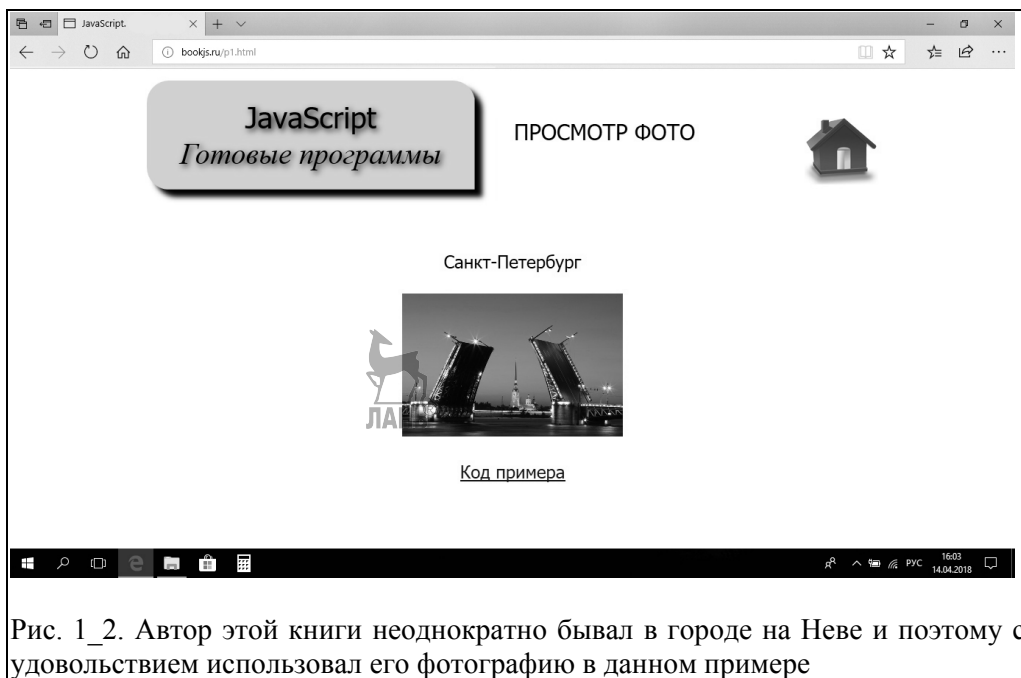 JavaScript.
bookjs.ru/p1.html
JavaScript
Готовые программы
ПРОСМОТР ФОТО
Санкт-Петербург
Код примера
РУС
16:03
14.04.2018
Рис. 1_2. Автор этой книги неоднократно бывал в городе на Неве и поэтому с
удовольствием использовал его фотографию в данном примере